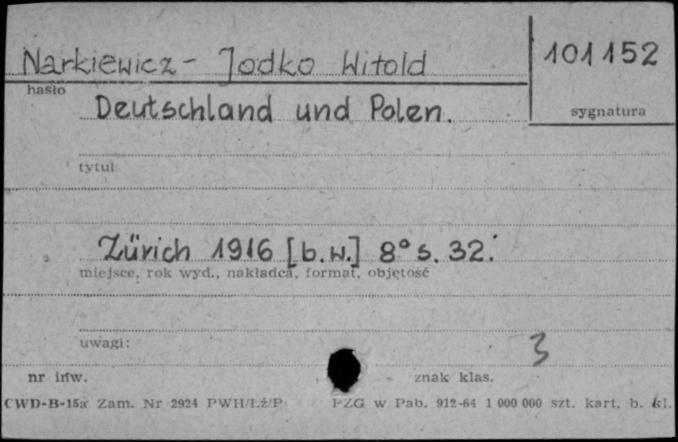 Narkiewicz-Jodko Witold
101152
hasło
sygnatura
Deutschland und Polen.
tytuł
Zürich 1916 [b.w.] 8° s. 32.
miejsce, rok wyd., nakładca, format, objętość
uwagi:
3
nr inw.
znak klas.
CWD-B-15a Zam. Nr 2924 PWH/Łź/P PZG w Pab. 912-64 1 000 000 szt. kart. b. kl.